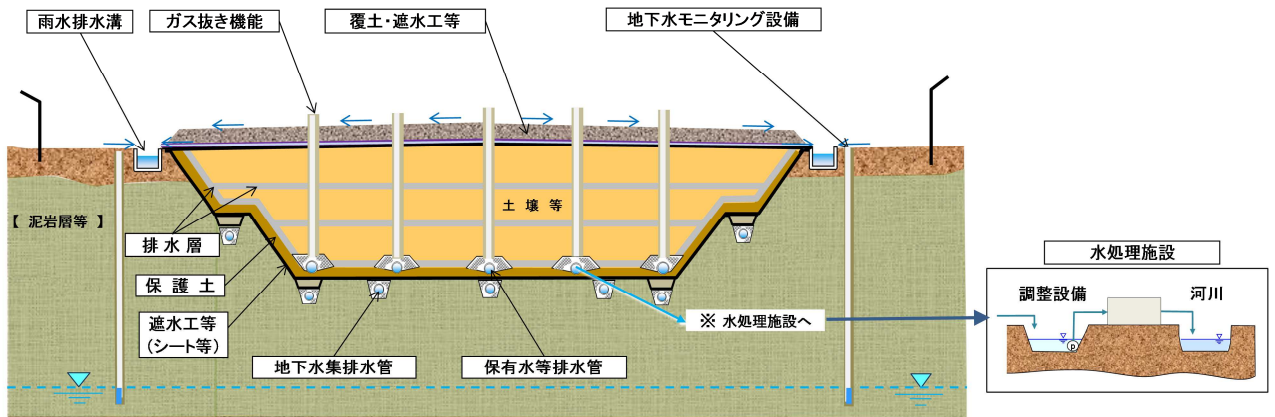 雨水排水溝
ガス抜き機能
覆土・遮水工等
地下水モニタリング設備
【 泥岩層等 】
土 壌 等
排 水 層
保 護 土
遮水工等
(シート等)
地下水集排水管
保有水等排水管
※ 水処理施設へ
水処理施設
調整設備
河川
P